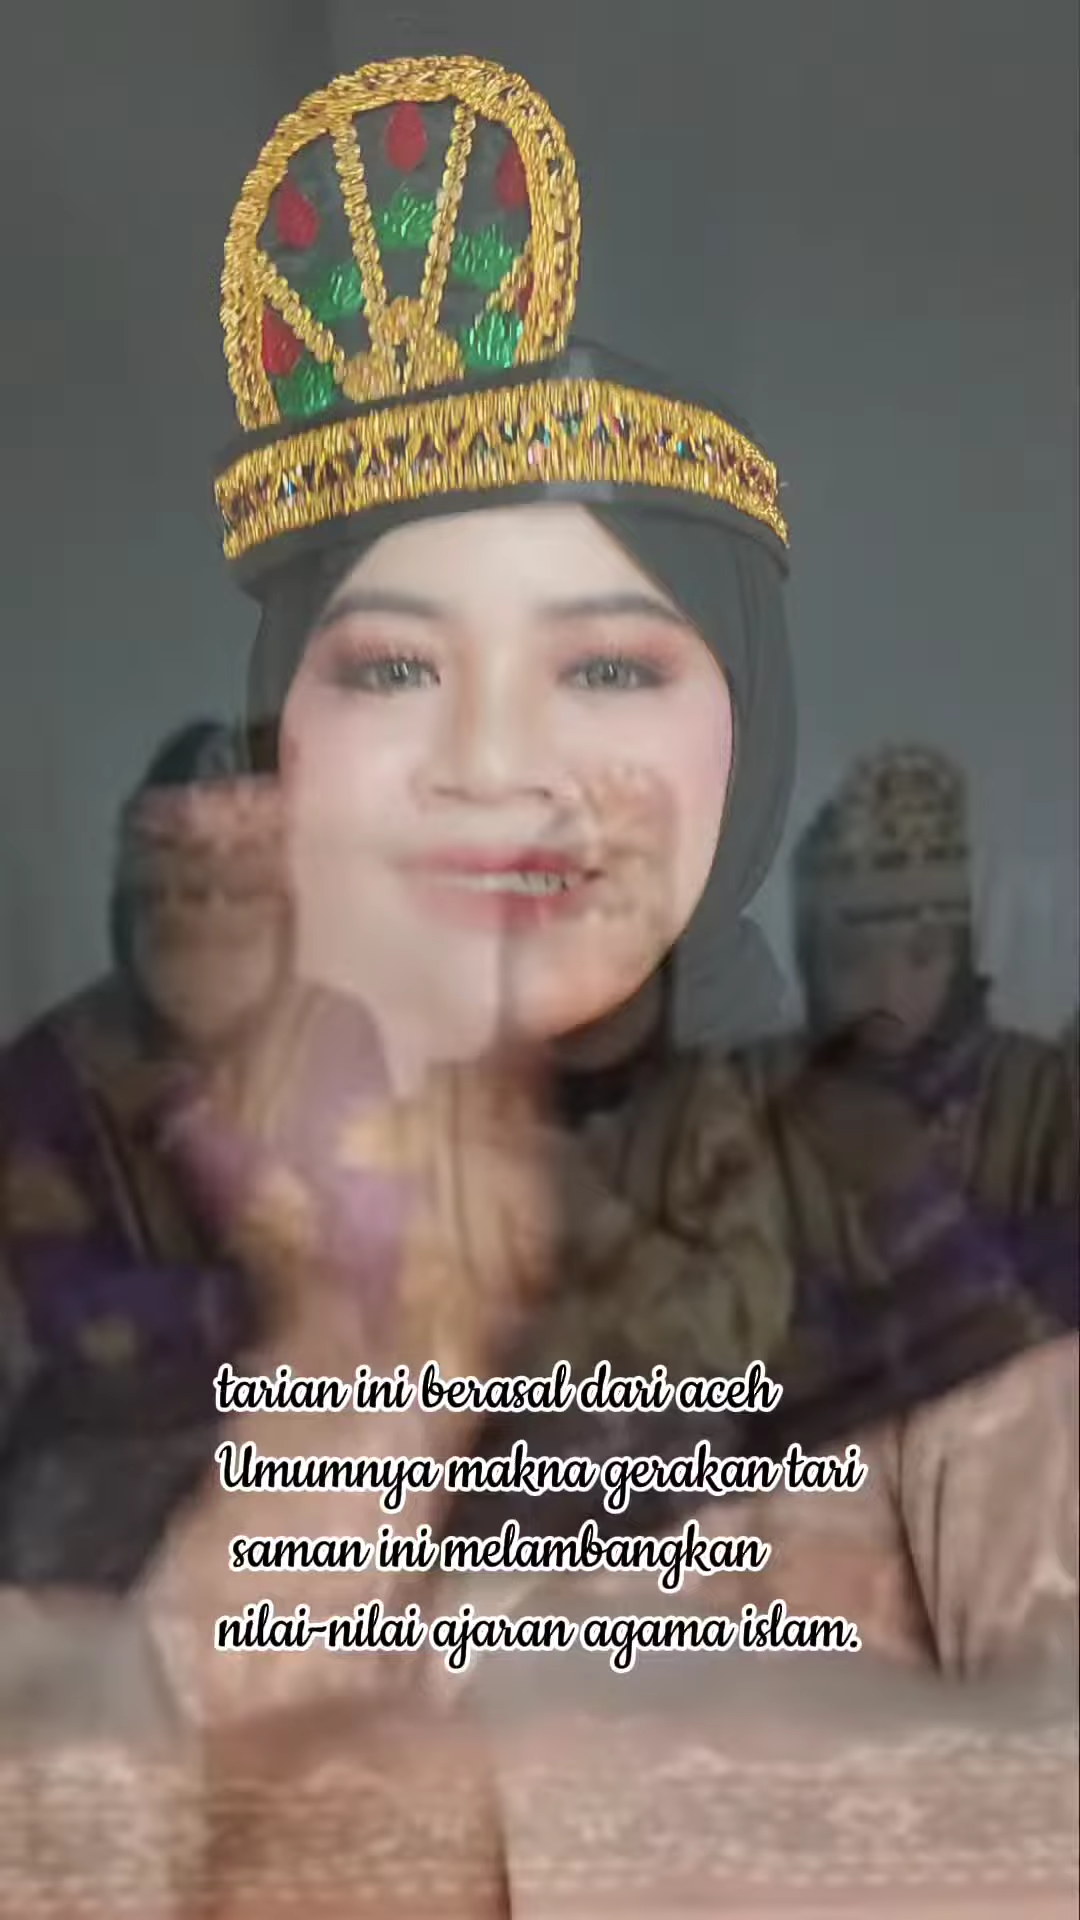 tarian ini berasal dari aceh
Umumnya makna gerakan tari
saman ini melambangkan
nilai-nilai ajaran agama islam.